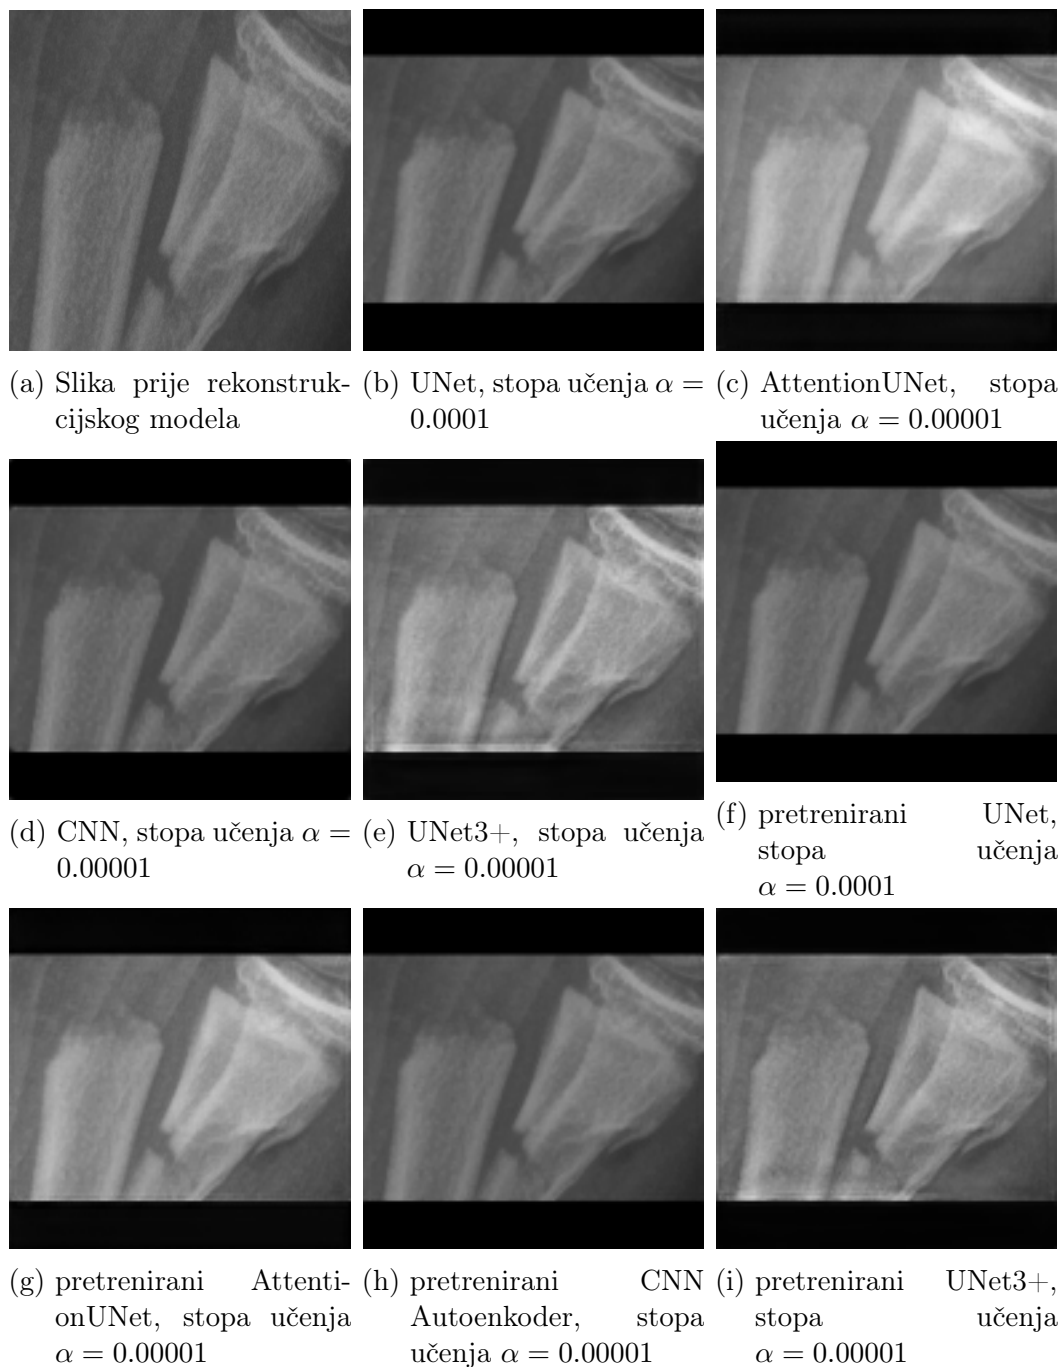 (a) Slika prije rekonstruk-
cijskog modela
(b) UNet, stopa učenja α =
0.0001
(c) AttentionUNet, stopa
učenja α = 0.00001
(d) CNN, stopa učenja α =
0.00001
(e) UNet3+, stopa učenja
α = 0.00001
(f) pretrenirani UNet,
stopa učenja
α = 0.0001
(g) pretrenirani Attenti-
onUNet, stopa učenja
α = 0.00001
(h) pretrenirani CNN
Autoenkoder, stopa
učenja α = 0.00001
(i) pretrenirani UNet3+,
stopa učenja
α = 0.00001